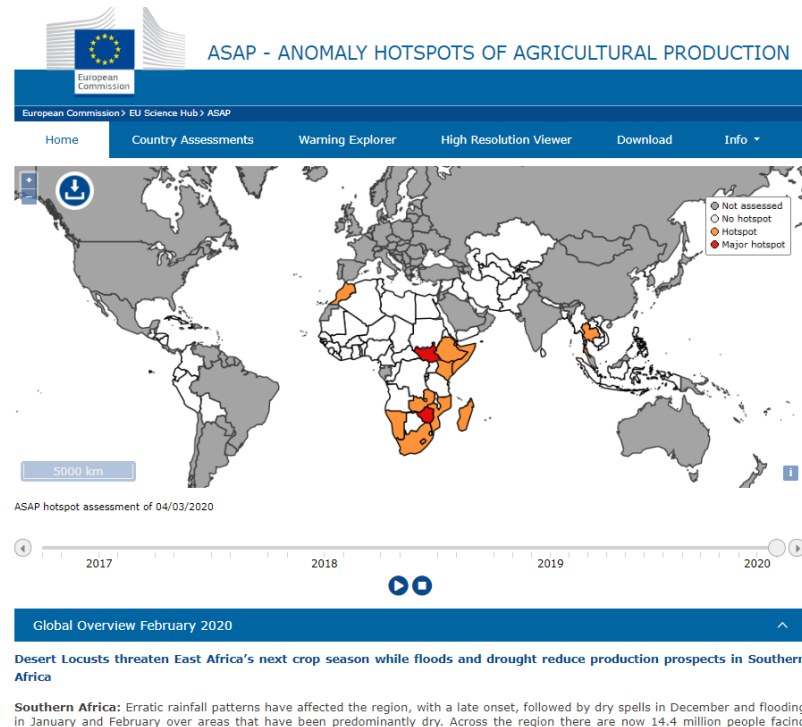 ASAP - ANOMALY HOTSPOTS OF AGRICULTURAL PRODUCTION
European
Commission
European Commission> EU Science Hub> ASAP
Home Country Assessments Warning Explorer High Resolution Viewer Download Info
+
−
Not assessed
No hotspot
Hotspot
Major hotspot
5000 km
i
ASAP hotspot assessment of 04/03/2020
2017 2018 2019 2020
Global Overview February 2020
Desert Locusts threaten East Africa's next crop season while floods and drought reduce production prospects in Southern
Africa
Southern Africa: Erratic rainfall patterns have affected the region, with a late onset, followed by dry spells in December and flooding
in January and February over areas that have been predominantly dry. Across the region there are now 14.4 million people facing